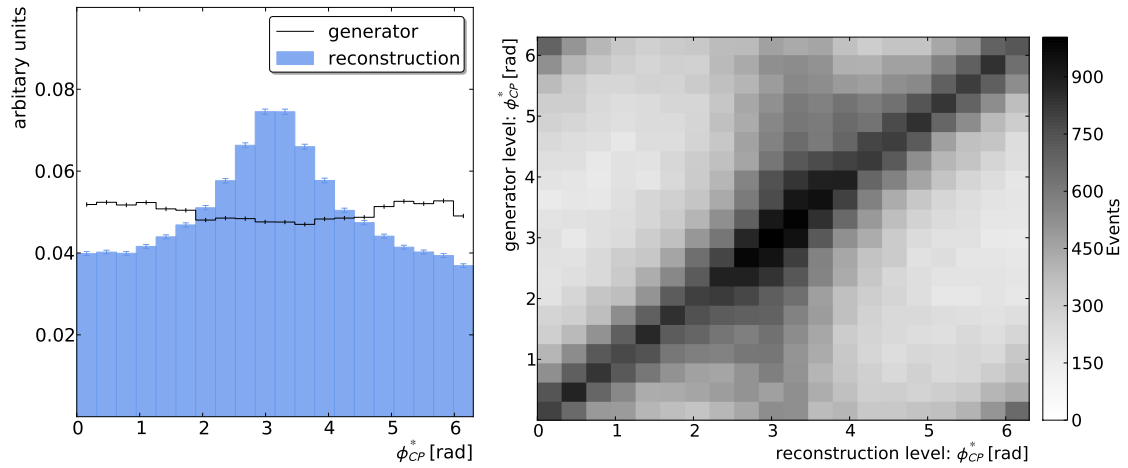 arbitary units
generator
reconstruction
0.08
0.06
0.04
0.02
0 1 2 3 4 5 6
ϕ*CP [rad]
generator level: ϕ*CP [rad]
6
5
4
3
2
1
0 1 2 3 4 5 6
reconstruction level: ϕ*CP [rad]
900
750
600
450
300
150
0
Events